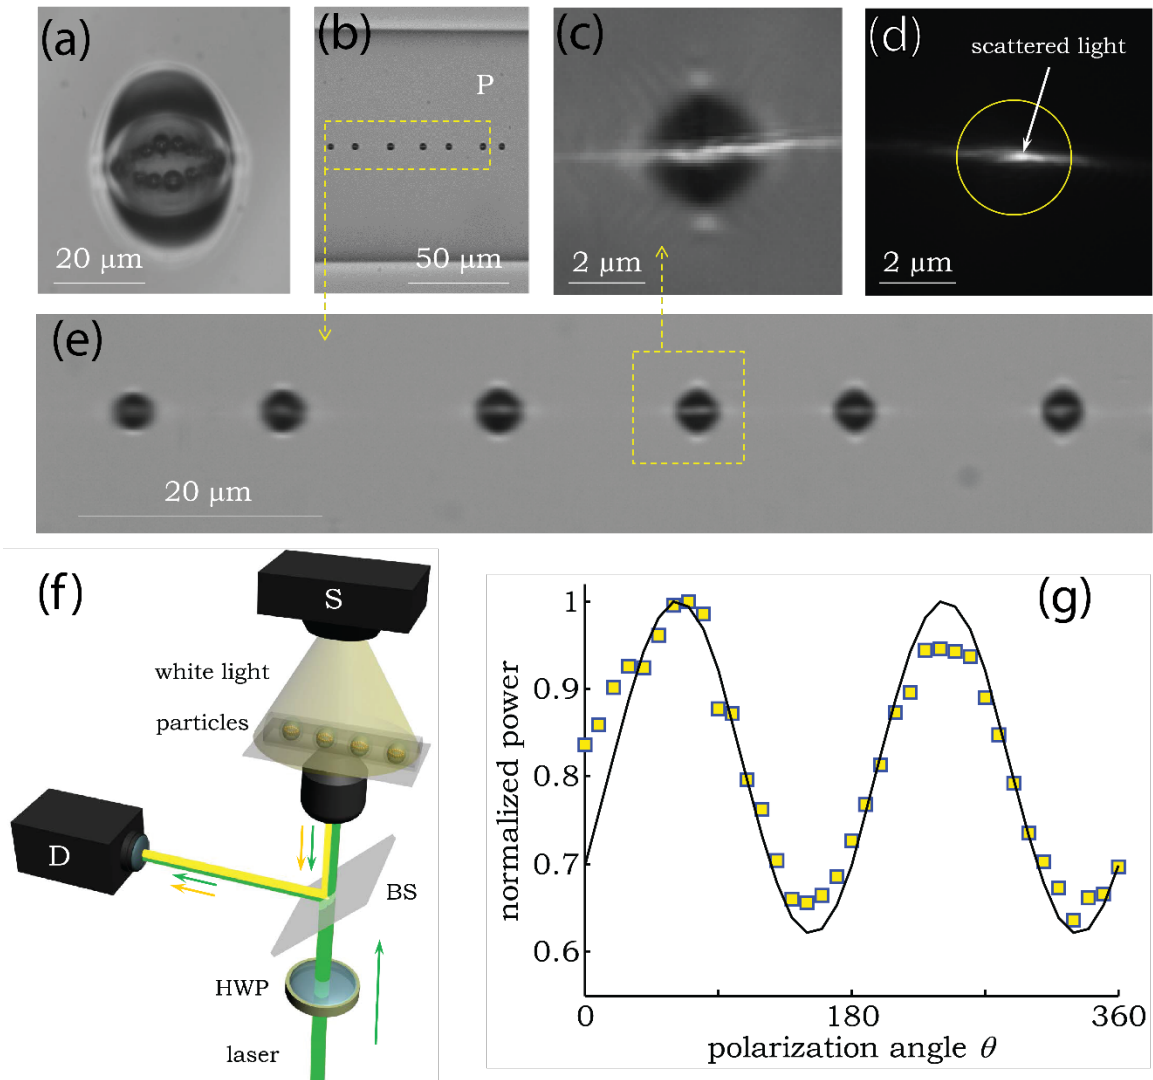 (a)
20 μm
(b)
P
50 μm
(c)
2 μm
(d)
scattered light
2 μm
(e)
20 μm
(f)
S
white light
particles
D
BS
HWP
laser
(g)
normalized power
1
0.9
0.8
0.7
0.6
0
180
360
polarization angle θ